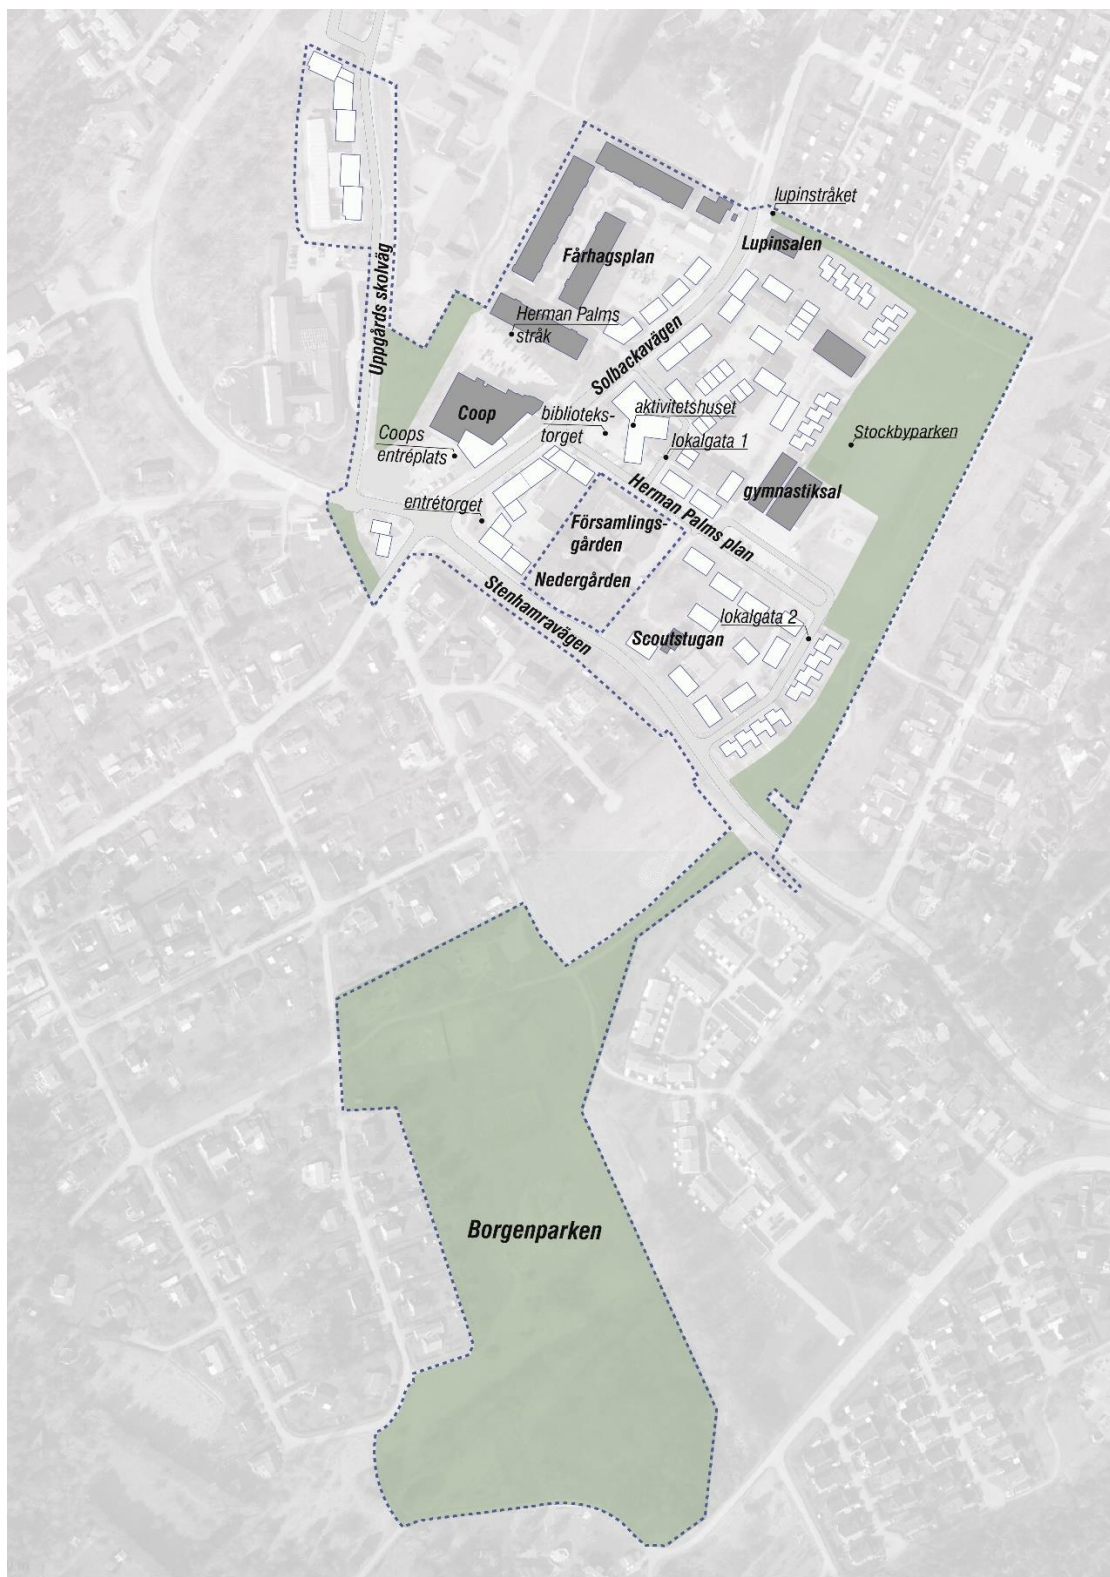 lupinstråket
Lupinsalen
Fårhagsplan
Uppgårds skolväg
Herman Palms
stråk
Solbackavägen
Coop
biblioteks-
torget
aktivitetshuset
Coops
entréplats
lokalgata 1
Stockbyparken
entrétorget
Herman Palms plan
gymnastiksal
Församlings-
gården
Nedergården
Stenhamravägen
Scoutstugan
lokalgata 2
Borgenparken